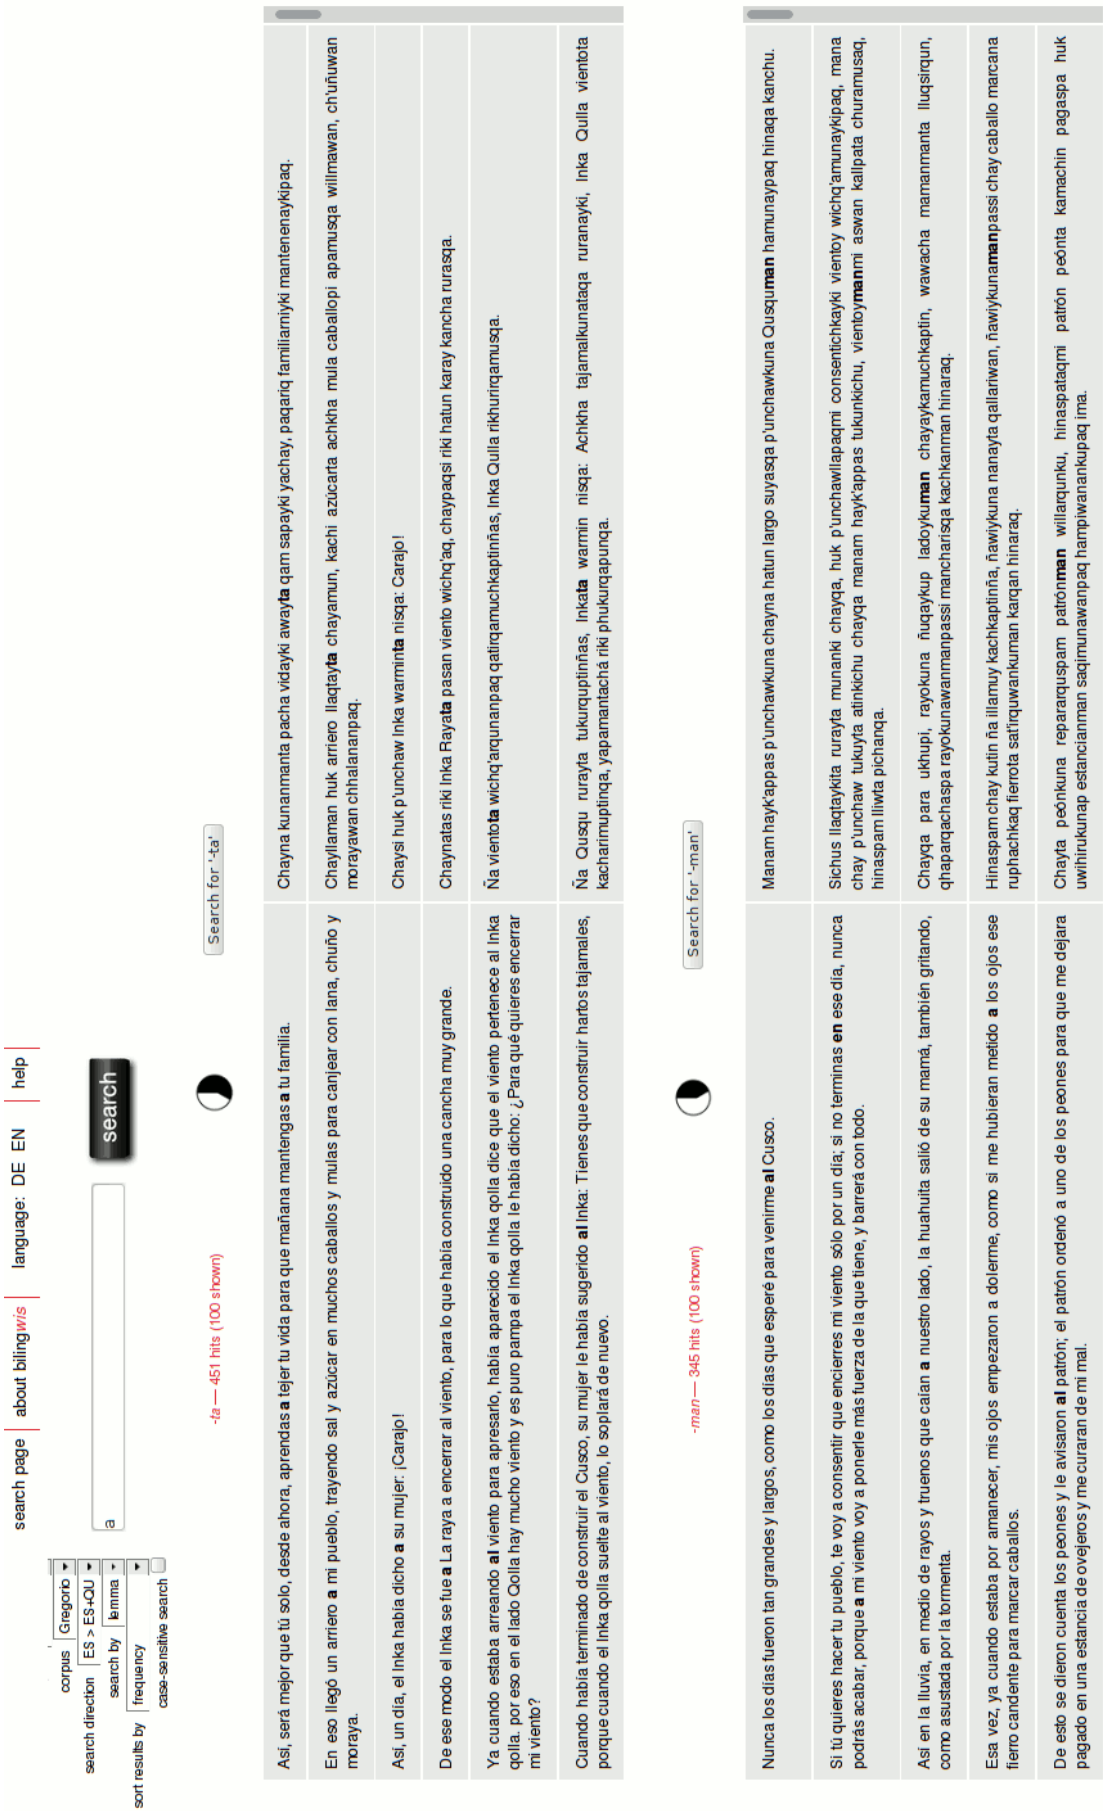 search page | about bilingwis | language: DE EN | help
corpus Gregorio
search direction ES > ES+QU
search by lemma
sort results by frequency
case-sensitive search
a
search
-ta — 451 hits (100 shown)
Search for '-ta'
Así, será mejor que tú solo, desde ahora, aprendas a tejer tu vida para que mañana mantengas a tu familia.
Chayna kunanmanta pacha vidayki awayta qam sapayki yachay, paqariq familiarniyki mantenenaykipaq.
En eso llegó un arriero a mi pueblo, trayendo sal y azúcar en muchos caballos y mulas para canjear con lana, chuño y
moraya.
Chayllaman huk arriero llaqtayta chayamun, kachi azúcarta achkha mula caballopi apamusqa willmawan, ch'uñuwan
morayawan chhalananpaq.
Así, un día, el Inka había dicho a su mujer: ¡Carajo!
Chaysi huk p'unchaw Inka warminta nisqa: Carajo!
De ese modo el Inka se fue a La raya a encerrar al viento, para lo que había construido una cancha muy grande.
Chaynatas riki Inka Rayata pasan viento wichq'aq, chaypaqsi riki hatun karay kancha rurasqa.
Ya cuando estaba arreando al viento para apresarlo, había aparecido el Inka qolla dice que el viento pertenece al Inka
qolla. por eso en el lado Qolla hay mucho viento y es puro pampa el Inka qolla le había dicho: ¿Para qué quieres encerrar
mi viento?
Ña vientota wichq'arqunanpaq qatirqamuchkaptinñas, Inka Qulla rikhurirqamusqa.
Cuando había terminado de construir el Cusco, su mujer le había sugerido al Inka: Tienes que construir hartos tajamales,
porque cuando el Inka qolla suelte al viento, lo soplará de nuevo.
Ña Qusqu rurayta tukurquptinñas, Inkata warmin nisqa: Achkha tajamalkunataqa ruranayki, Inka Qulla vientota
kacharimuptinqa, yapamantachá riki phukurqapunqa.
-man — 345 hits (100 shown)
Search for '-man'
Nunca los días fueron tan grandes y largos, como los días que esperé para venirme al Cusco.
Manam hayk'appas p'unchawkuna chayna hatun largo suyasqa p'unchawkuna Qusquman hamunaypaq hinaqa kanchu.
Si tú quieres hacer tu pueblo, te voy a consentir que encierres mi viento sólo por un día; si no terminas en ese día, nunca
podrás acabar, porque a mi viento voy a ponerle más fuerza de la que tiene, y barrerá con todo.
Sichus llaqtaykita rurayta munanki chayqa, huk p'unchawllapaqmi consentichkayki vientoy wichq'amunaykipaq, mana
chay p'unchaw tukuyta atinkichu chayqa manam hayk'appas tukunkichu, vientoymanmi aswan kallpata churamusaq,
hinaspam lliwta pichanqa.
Así en la lluvia, en medio de rayos y truenos que caían a nuestro lado, la huahuita salió de su mamá, también gritando,
como asustada por la tormenta.
Chayqa para ukhupi, rayokuna ñuqaykup ladoykuman chayaykamuchkaptin, wawacha mamanmanta lluqsirqun,
qhaparqachaspa rayokunawanmanpassi mancharisqa kachkanman hinaraq.
Esa vez, ya cuando estaba por amanecer, mis ojos empezaron a dolerme, como si me hubieran metido a los ojos ese
fierro candente para marcar caballos.
Hinaspam chay kutin ña illamuy kachkaptinña, ñawiykuna nanayta qallariwan, ñawiykunamanpassi chay caballo marcana
ruphachkaq fierrota sat'irquwankuman karqan hinaraq.
De esto se dieron cuenta los peones y le avisaron al patrón; el patrón ordenó a uno de los peones para que me dejara
pagado en una estancia de ovejeros y me curaran de mi mal.
Chayta peónkuna repararquspam patrónman willarqunku, hinaspataqmi patrón peónta kamachin pagaspa huk
uwihirukunap estancianman saqimunawanpaq hampiwanankupaq ima.